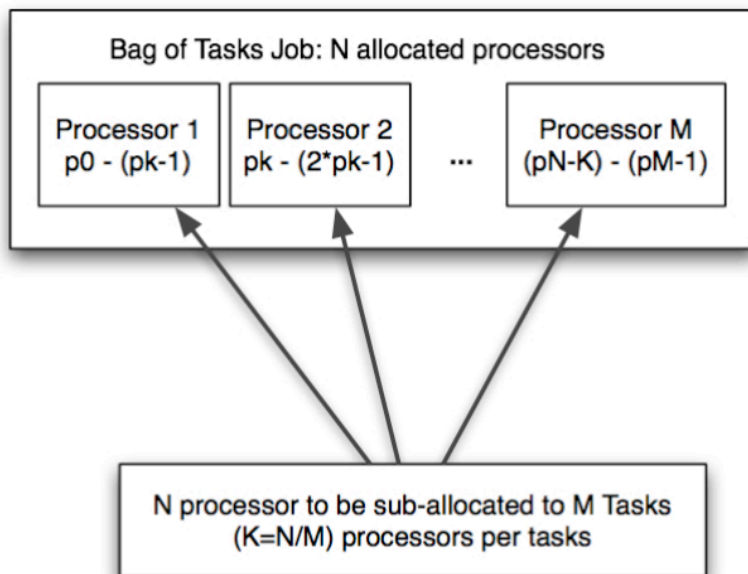 Bag of Tasks Job: N allocated processors
Processor 1
p0 - (pk-1)
Processor 2
pk - (2*pk-1)
...
Processor M
(pN-K) - (pM-1)
N processor to be sub-allocated to M Tasks
(K=N/M) processors per tasks